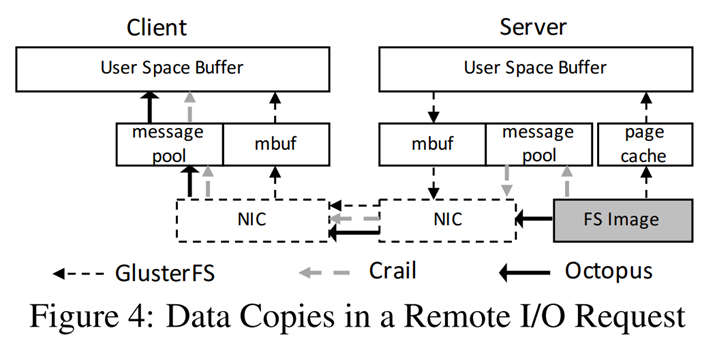 Client
Server
User Space Buffer
User Space Buffer
message pool
mbuf
mbuf
message pool
page cache
NIC
NIC
FS Image
GlusterFS
Crail
Octopus
Figure 4: Data Copies in a Remote I/O Request